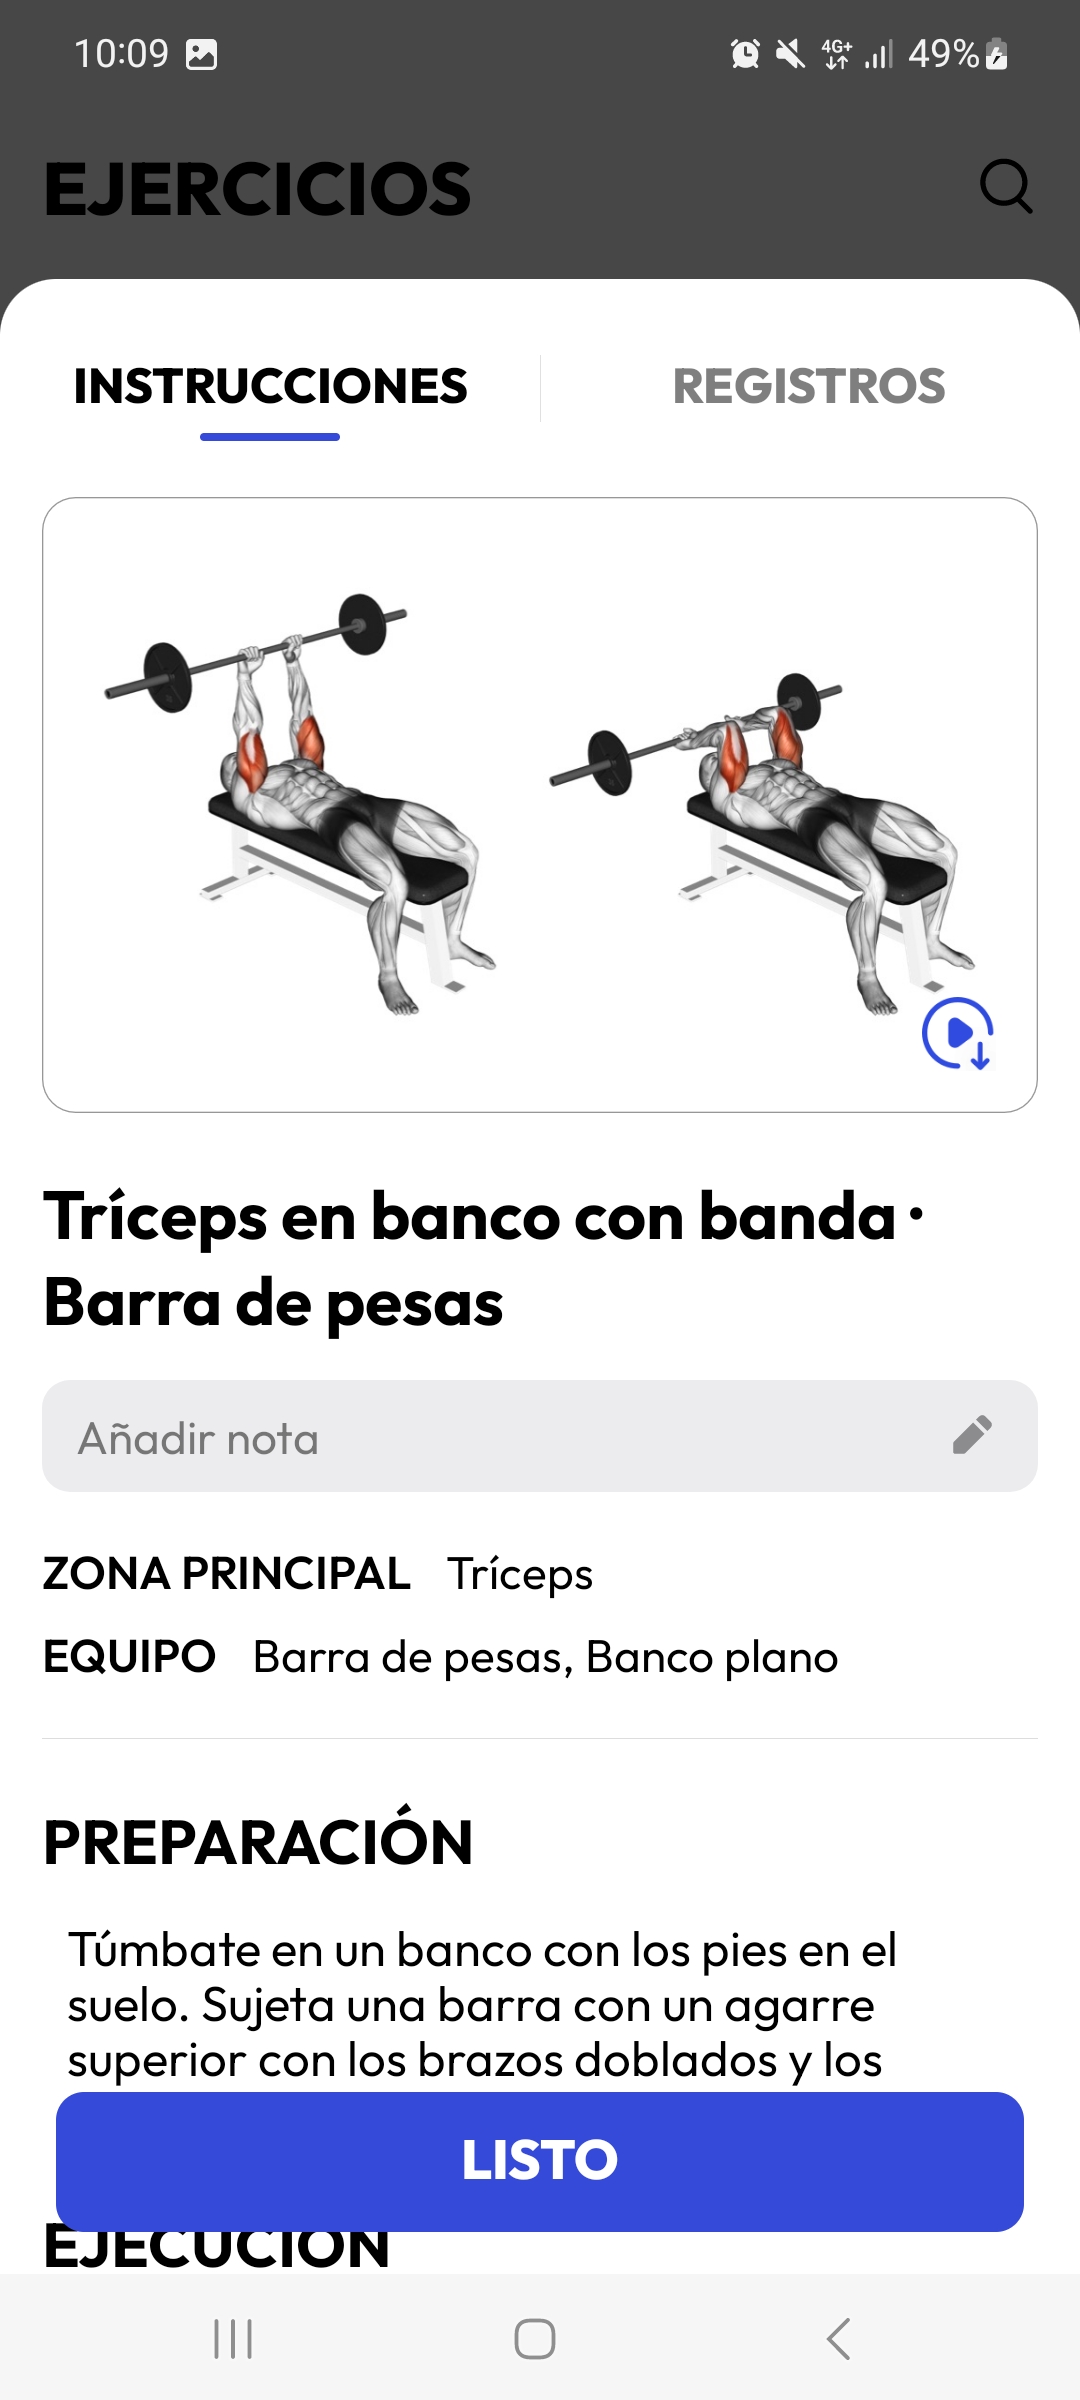 10:09
4G+ 49%
EJERCICIOS
INSTRUCCIONES REGISTROS
Tríceps en banco con banda •
Barra de pesas
Añadir nota
ZONA PRINCIPAL Tríceps
EQUIPO Barra de pesas, Banco plano
PREPARACIÓN
Túmbate en un banco con los pies en el
suelo. Sujeta una barra con un agarre
superior con los brazos doblados y los
LISTO
EJECUCIÓN